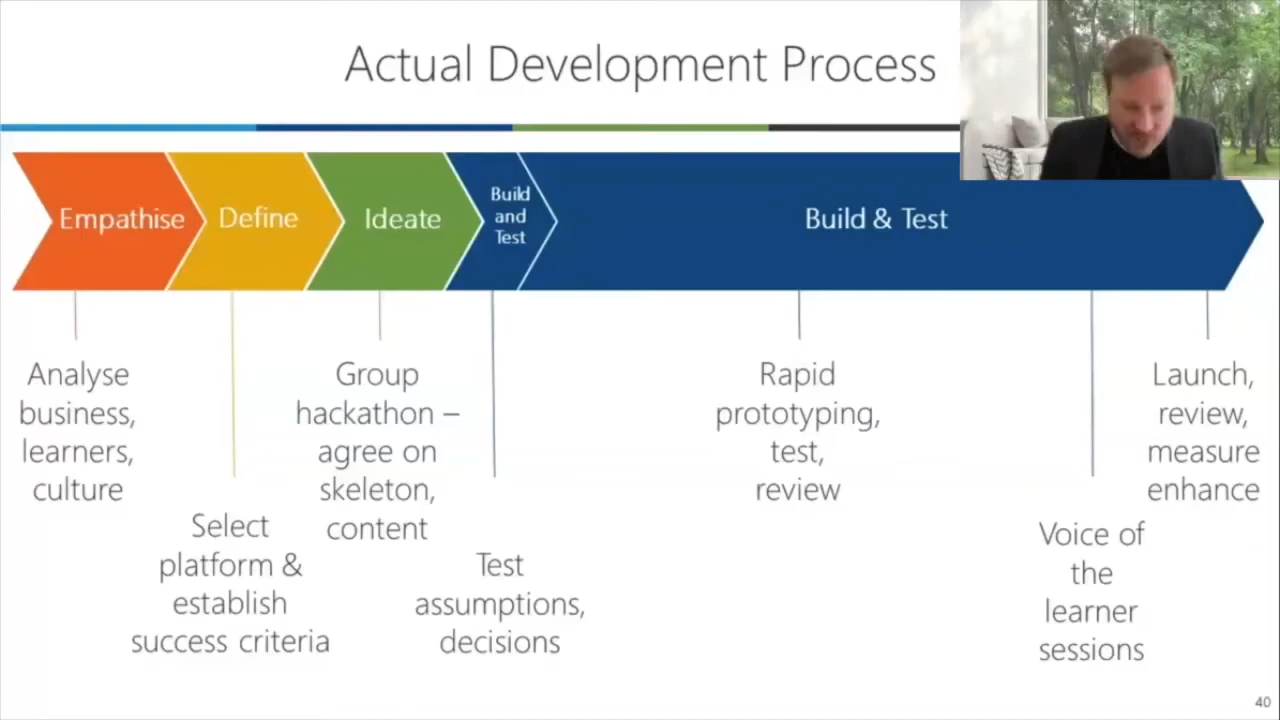 Actual Development Process
Empathise
Define
Ideate
Build
and
Test
Build & Test
Analyse
business,
learners,
culture
Select
platform &
establish
success criteria
Group
hackathon –
agree on
skeleton,
content
Test
assumptions,
decisions
Rapid
prototyping,
test,
review
Voice of
the
learner
sessions
Launch,
review,
measure
enhance
40